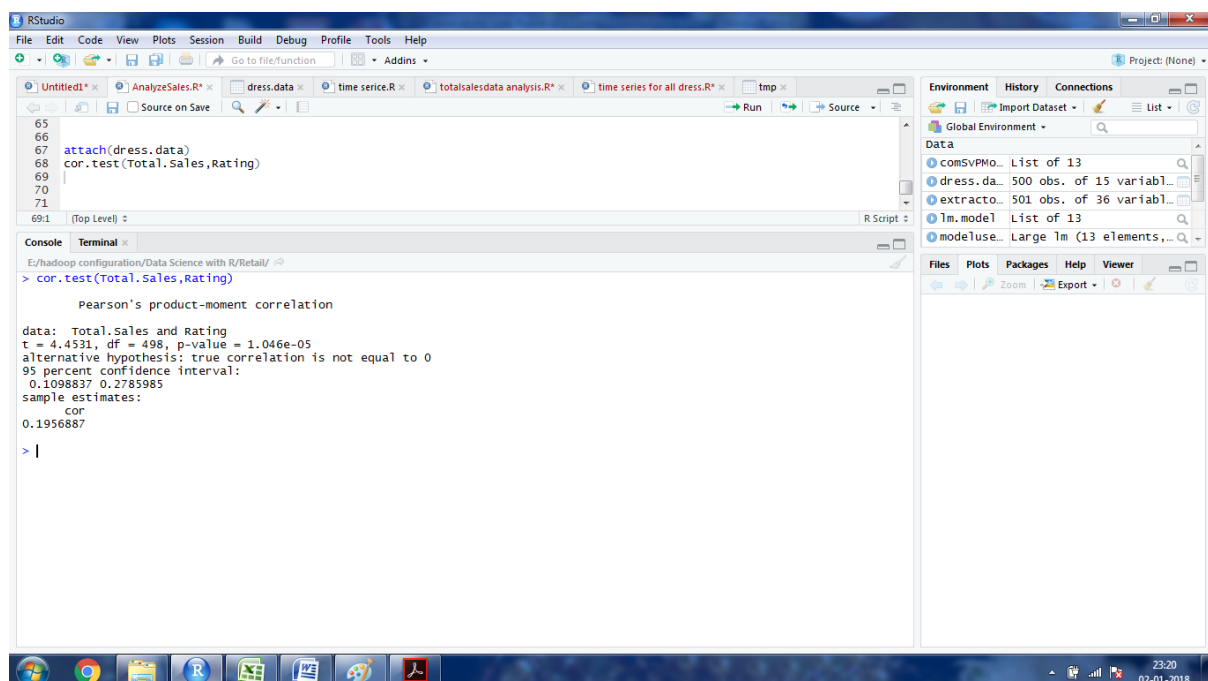 RStudio
File Edit Code View Plots Session Build Debug Profile Tools Help
Go to file/function Addins Project: (None)
Untitled1* AnalyzeSales.R* dress.data time serice.R totalsalesdata analysis.R* time series for all dress.R* tmp
Source on Save Run Source
65
66
67 attach(dress.data)
68 cor.test(Total.Sales,Rating)
69
70
71
69:1 (Top Level) R Script
Console Terminal
E:/hadoop configuration/Data Science with R/Retail/
> cor.test(Total.Sales,Rating)
Pearson's product-moment correlation
data: Total.Sales and Rating
t = 4.4531, df = 498, p-value = 1.046e-05
alternative hypothesis: true correlation is not equal to 0
95 percent confidence interval:
0.1098837 0.2785985
sample estimates:
cor
0.1956887
>
Environment History Connections
Import Dataset List
Global Environment
Data
comSvPMo… List of 13
dress.da… 500 obs. of 15 variabl…
extracto… 501 obs. of 36 variabl…
lm.model List of 13
modeluse… Large lm (13 elements,…
Files Plots Packages Help Viewer
Zoom Export
23:20
02-01-2018